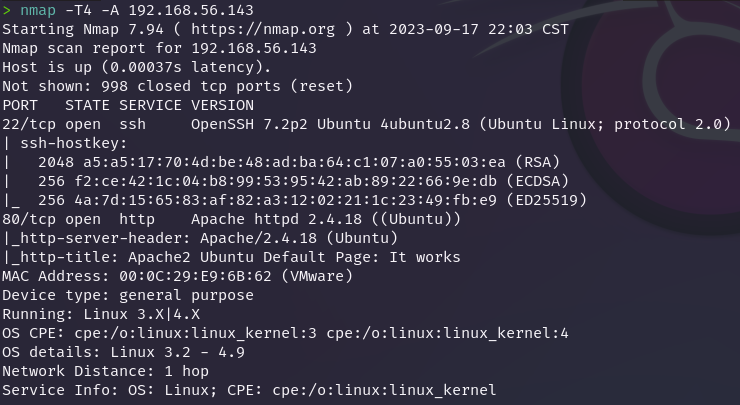 > nmap -T4 -A 192.168.56.143
Starting Nmap 7.94 ( https://nmap.org ) at 2023-09-17 22:03 CST
Nmap scan report for 192.168.56.143
Host is up (0.00037s latency).
Not shown: 998 closed tcp ports (reset)
PORT   STATE SERVICE VERSION
22/tcp open  ssh     OpenSSH 7.2p2 Ubuntu 4ubuntu2.8 (Ubuntu Linux; protocol 2.0)
| ssh-hostkey:
|   2048 a5:a5:17:70:4d:be:48:ad:ba:64:c1:07:a0:55:03:ea (RSA)
|   256 f2:ce:42:1c:04:b8:99:53:95:42:ab:89:22:66:9e:db (ECDSA)
|_  256 4a:7d:15:65:83:af:82:a3:12:02:21:1c:23:49:fb:e9 (ED25519)
80/tcp open  http    Apache httpd 2.4.18 ((Ubuntu))
|_http-server-header: Apache/2.4.18 (Ubuntu)
|_http-title: Apache2 Ubuntu Default Page: It works
MAC Address: 00:0C:29:E9:6B:62 (VMware)
Device type: general purpose
Running: Linux 3.X|4.X
OS CPE: cpe:/o:linux:linux_kernel:3 cpe:/o:linux:linux_kernel:4
OS details: Linux 3.2 - 4.9
Network Distance: 1 hop
Service Info: OS: Linux; CPE: cpe:/o:linux:linux_kernel